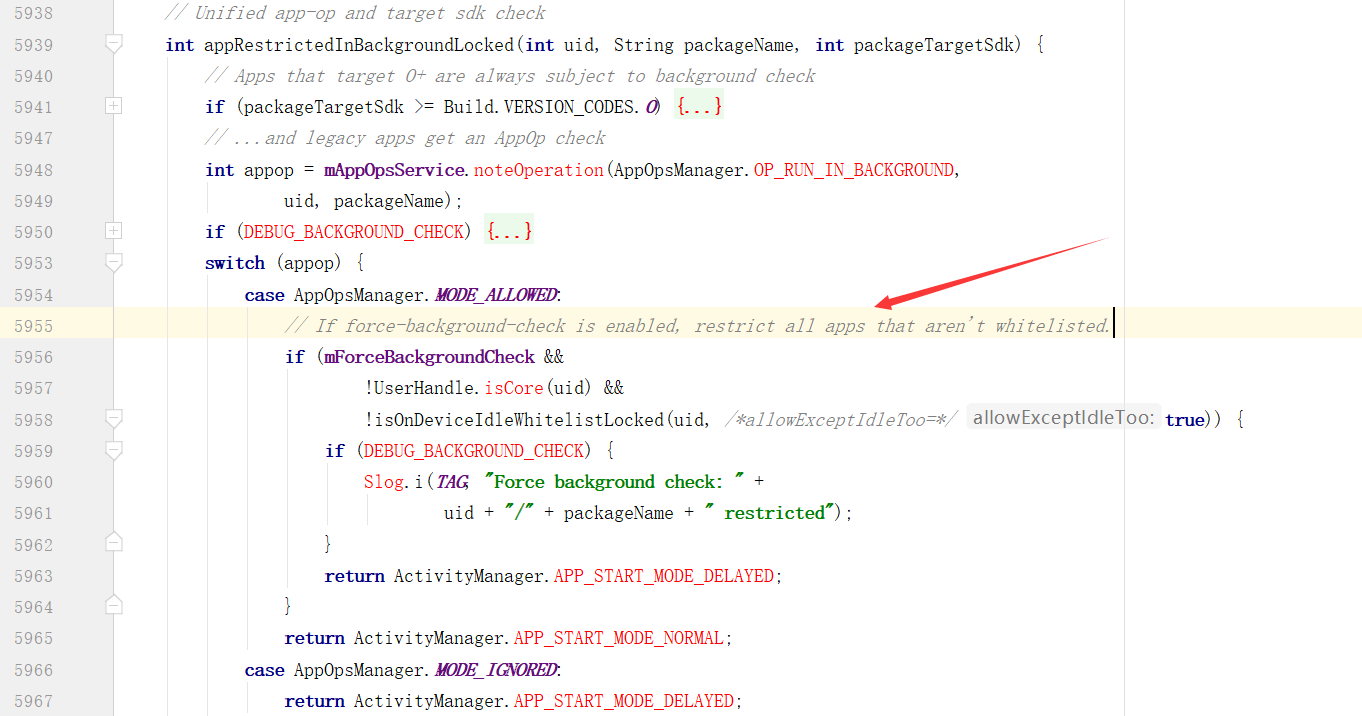 5938 // Unified app-op and target sdk check
5939 int appRestrictedInBackgroundLocked(int uid, String packageName, int packageTargetSdk) {
5940 // Apps that target O+ are always subject to background check
5941 if (packageTargetSdk >= Build.VERSION_CODES.O) {...}
5947 // ...and legacy apps get an AppOp check
5948 int appop = mAppOpsService.noteOperation(AppOpsManager.OP_RUN_IN_BACKGROUND,
5949 uid, packageName);
5950 if (DEBUG_BACKGROUND_CHECK) {...}
5953 switch (appop) {
5954 case AppOpsManager.MODE_ALLOWED:
5955 // If force-background-check is enabled, restrict all apps that aren't whitelisted.
5956 if (mForceBackgroundCheck &&
5957 !UserHandle.isCore(uid) &&
5958 !isOnDeviceIdleWhitelistLocked(uid, /*allowExceptIdleToo=*/ allowExceptIdleToo: true)) {
5959 if (DEBUG_BACKGROUND_CHECK) {
5960 Slog.i(TAG, "Force background check: " +
5961 uid + "/" + packageName + " restricted");
5962 }
5963 return ActivityManager.APP_START_MODE_DELAYED;
5964 }
5965 return ActivityManager.APP_START_MODE_NORMAL;
5966 case AppOpsManager.MODE_IGNORED:
5967 return ActivityManager.APP_START_MODE_DELAYED;